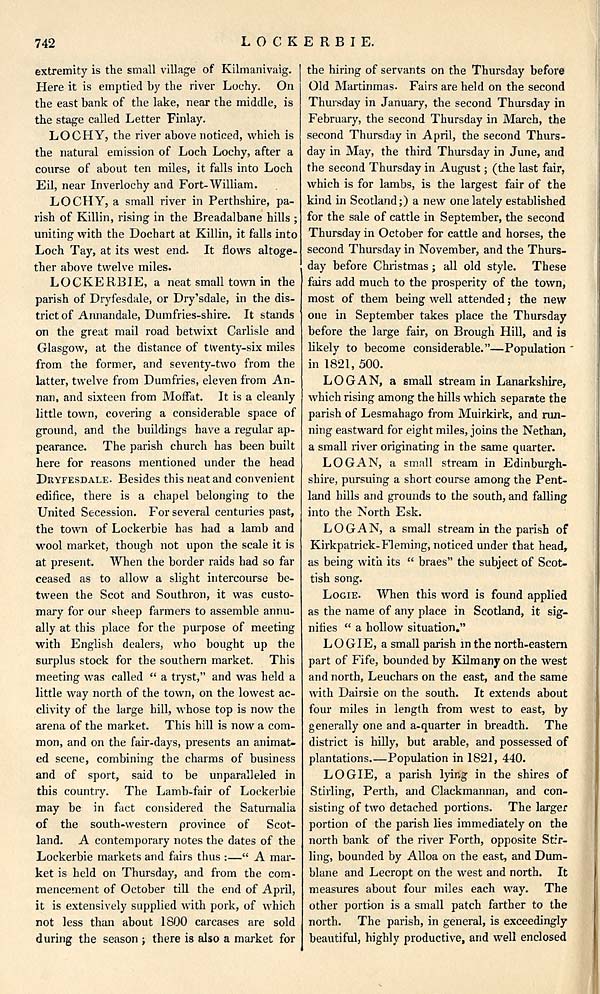 742
LOCKERBIE.
extremity is the small village of Kilmanivaig.
Here it is emptied by the river Lochy. On
the east bank of the lake, near the middle, is
the stage called Letter Finlay.
LOCHY, the river above noticed, which is
the natural emission of Loch Lochy, after a
course of about ten miles, it falls into Loch
Eil, near Inverlochy and Fort-William.
LOCHY, a small river in Perthshire, pa-
rish of Killin, rising in the Breadalbane hills ;
uniting with the Dochart at Killin, it falls into
Loch Tay, at its west end. It flows altoge-
ther above twelve miles.
LOCKERBIE, a neat small town in the
parish of Dryfesdale, or Dry'sdale, in the dis-
trict of Annandale, Dumfries-shire. It stands
on the great mail road betwixt Carlisle and
Glasgow, at the distance of twenty-six miles
from the former, and seventy-two from the
latter, twelve from Dumfries, eleven from An-
nan, and sixteen from Moffat. It is a cleanly
little town, covering a considerable space of
ground, and the buildings have a regular ap-
pearance. The parish church has been built
here for reasons mentioned under the head
DRYFESDALE. Besides this neat and convenient
edifice, there is a chapel belonging to the
United Secession. For several centuries past,
the town of Lockerbie has had a lamb and
wool market, though not upon the scale it is
at present. When the border raids had so far
ceased as to allow a slight intercourse be-
tween the Scot and Southron, it was custo-
mary for our sheep farmers to assemble annu-
ally at this place for the purpose of meeting
with English dealers, who bought up the
surplus stock for the southern market. This
meeting was called " a tryst," and was held a
little way north of the town, on the lowest ac-
clivity of the large hill, whose top is now the
arena of the market. This hill is now a com-
mon, and on the fair-days, presents an animat-
ed scene, combining the charms of business
and of sport, said to be unparalleled in
this country. The Lamb-fair of Lockerbie
may be in fact considered the Saturnalia
of the south-western province of Scot-
land. A contemporary notes the dates of the
Lockerbie markets and fairs thus :—" A mar-
ket is held on Thursday, and from the com-
mencement of October till the end of April,
it is extensively supplied with pork, of which
not less than about 1800 carcases are sold
during the season ; there is also a market for
the hiring of servants on the Thursday before
Old Martinmas. Fairs are held on the second
Thursday in January, the second Thursday in
February, the second Thursday in March, the
second Thursday in April, the second Thurs-
day in May, the third Thursday in June, and
the second Thursday in August ; (the last fair,
which is for lambs, is the largest fair of the
kind in Scotland ;) a new one lately established
for the sale of cattle in September, the second
Thursday in October for cattle and horses, the
second Thursday in November, and the Thurs-
day before Christmas ; all old style. These
fairs add much to the prosperity of the town,
most of them being well attended ; the new
one in September takes place the Thursday
before the large fair, on Brough Hill, and is
likely to become considerable."—Population
in 1821, 500.
LOGAN, a small stream in Lanarkshire,
which rising among the hills which separate the
parish of Lesmahago from Muirkirk, and run-
ning eastward for eight miles, joins the Nethan,
a small river originating in the same quarter.
LOGAN, a small stream in Edinburgh-
shire, pursuing a short course among the Pent-
land hills and grounds to the south, and falling
into the North Esk.
LOGAN, a small stream in the parish of
Kirkpatrick-Fleming, noticed under that head,
as being with its " braes" the subject of Scot-
tish song.
LOGIE. When this word is found applied
as the name of any place in Scotland, it sig-
nifies " a hollow situation."
LOGIE, a small parish in the north-eastern
part of Fife, bounded by Kilmany on the west
and north, Leuchars on the east, and the same
with Dairsie on the south. It extends about
four miles in length from west to east, by
generally one and a-quarter in breadth. The
district is hilly, but arable, and possessed of
plantations.—Population in 1821, 440.
LOGIE, a parish lying in the shires of
Stirling, Perth, and Clackmannan, and con-
sisting of two detached portions. The larger
portion of the parish lies immediately on the
north bank of the river Forth, opposite Stir-
ling, bounded by Alloa on the east, and Dum-
blane and Lecropt on the west and north. It
measures about four miles each way. The
other portion is a small patch farther to the
north. The parish, in general, is exceedingly
beautiful, highly productive, and well enclosed